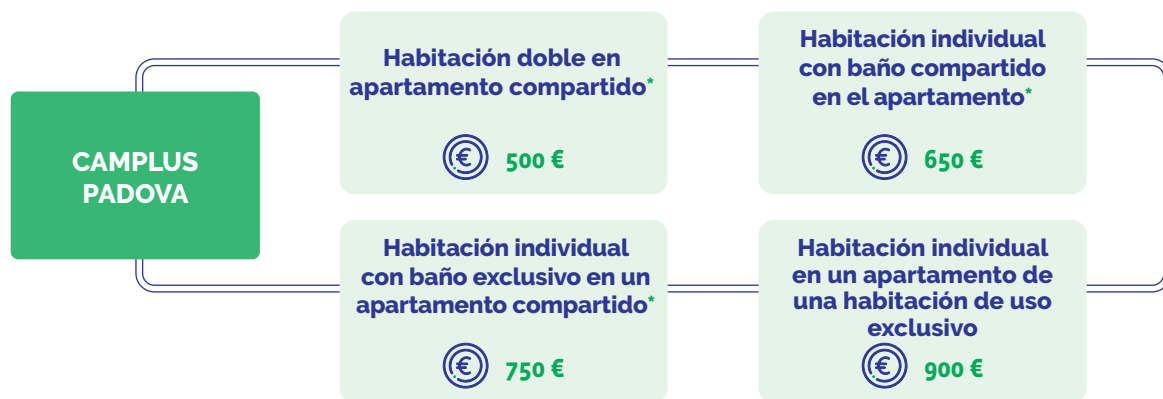 CAMPLUS
PADOVA
Habitación doble en
apartamento compartido*
€ 500 €
Habitación individual
con baño compartido
en el apartamento*
€ 650 €
Habitación individual
con baño exclusivo en un
apartamento compartido*
€ 750 €
Habitación individual
en un apartamento de
una habitación de uso
exclusivo
€ 900 €